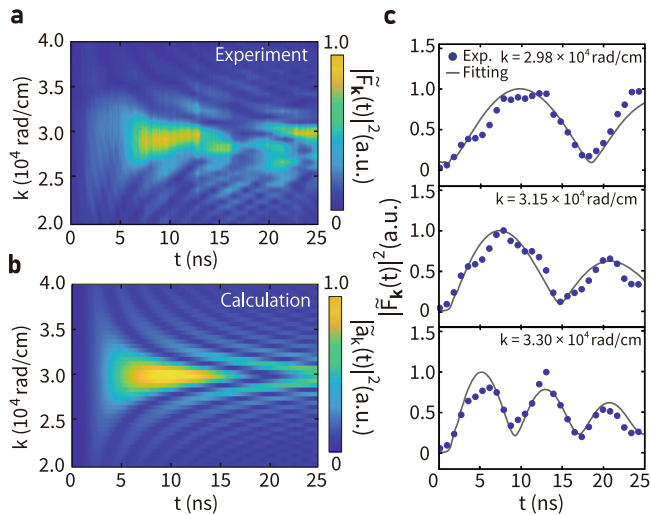 a
Experiment
4.0
3.5
3.0
2.5
2.0
k (10⁴ rad/cm)
0 5 10 15 20 25
t (ns)
1.0
0
|F̃ₖ(t)|²(a.u.)
b
Calculation
4.0
3.5
3.0
2.5
2.0
k (10⁴ rad/cm)
0 5 10 15 20 25
t (ns)
1.0
0
|ãₖ(t)|²(a.u.)
c
Exp. k = 2.98 × 10⁴ rad/cm
Fitting
1.5
1.0
0.5
0.0
k = 3.15 × 10⁴ rad/cm
1.5
1.0
0.5
0.0
|F̃ₖ(t)|²(a.u.)
k = 3.30 × 10⁴ rad/cm
1.0
0.5
0.0
0 5 10 15 20 25
t (ns)